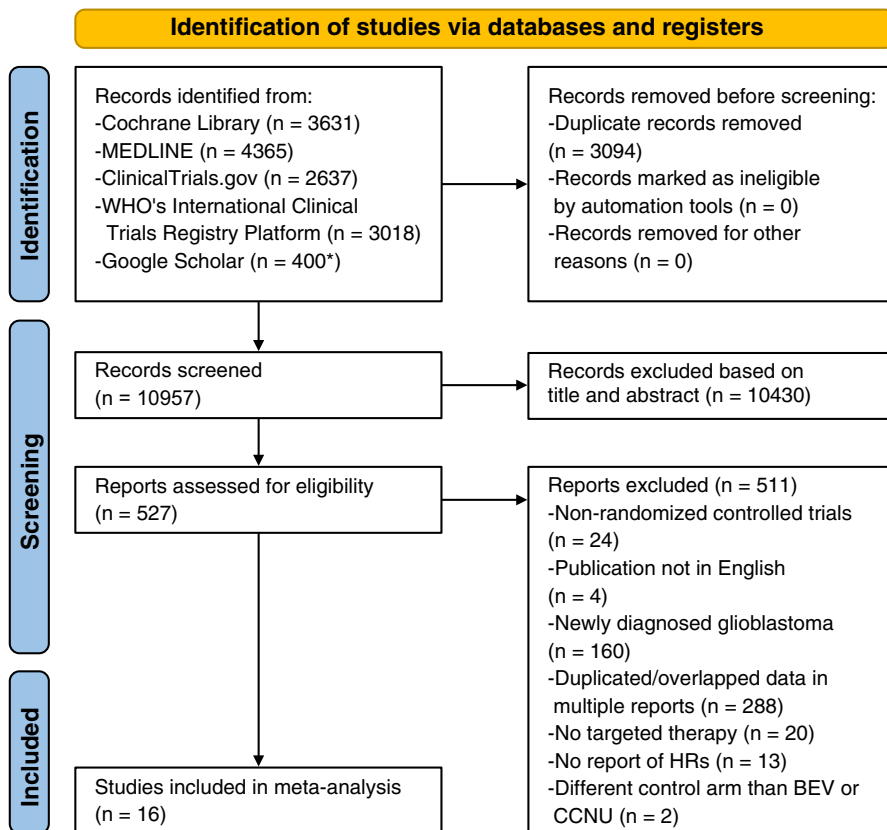 Identification of studies via databases and registers
Identification
Records identified from:
-Cochrane Library (n = 3631)
-MEDLINE (n = 4365)
-ClinicalTrials.gov (n = 2637)
-WHO's International Clinical
Trials Registry Platform (n = 3018)
-Google Scholar (n = 400*)
Records removed before screening:
-Duplicate records removed
(n = 3094)
-Records marked as ineligible
by automation tools (n = 0)
-Records removed for other
reasons (n = 0)
Screening
Records screened
(n = 10957)
Records excluded based on
title and abstract (n = 10430)
Reports assessed for eligibility
(n = 527)
Reports excluded (n = 511)
-Non-randomized controlled trials
(n = 24)
-Publication not in English
(n = 4)
-Newly diagnosed glioblastoma
(n = 160)
-Duplicated/overlapped data in
multiple reports (n = 288)
-No targeted therapy (n = 20)
-No report of HRs (n = 13)
-Different control arm than BEV or
CCNU (n = 2)
Included
Studies included in meta-analysis
(n = 16)